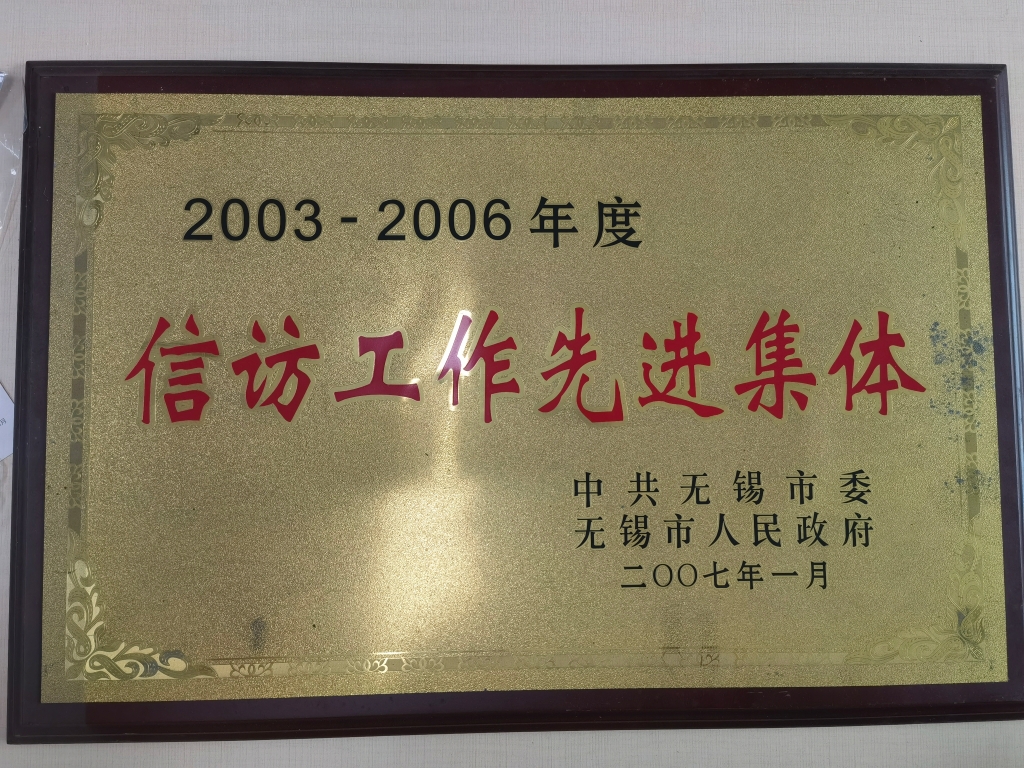 2003-2006年度
信访工作先进集体
中共无锡市委
无锡市人民政府
二〇〇七年一月